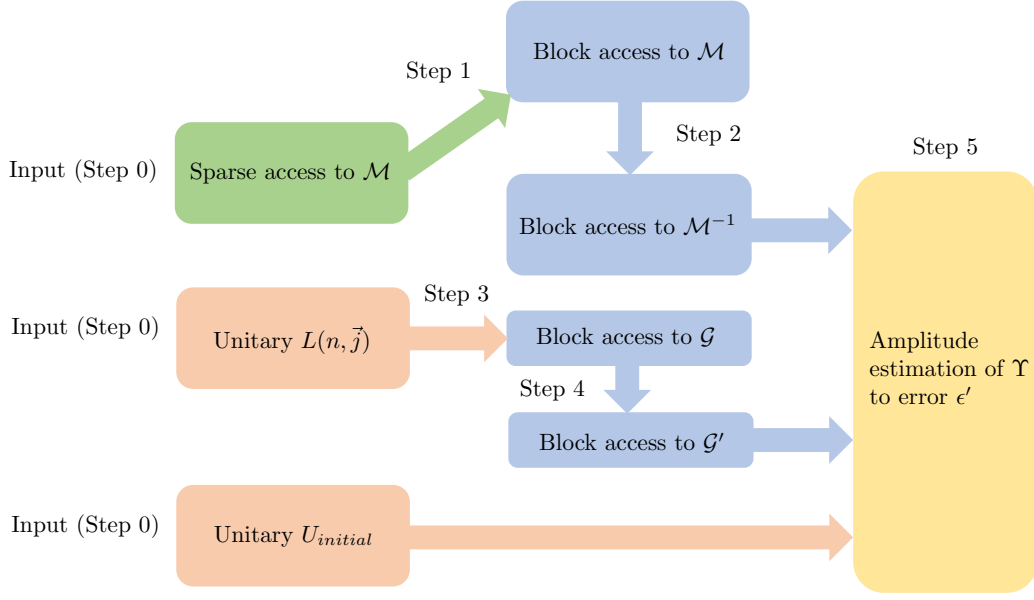 Block access to ℳ
Step 1
Step 2
Step 5
Input (Step 0)
Sparse access to ℳ
Block access to ℳ⁻¹
Step 3
Input (Step 0)
Unitary L(n, j⃗)
Block access to 𝒢
Amplitude
estimation of ϒ
to error ϵ′
Step 4
Block access to 𝒢′
Input (Step 0)
Unitary U_{initial}